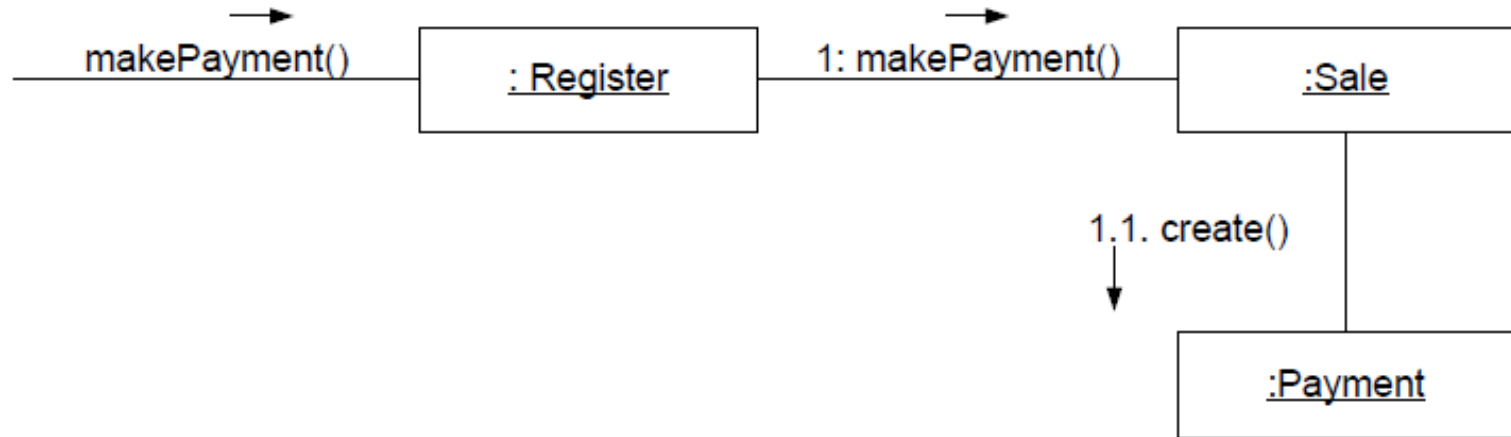 makePayment()
: Register
1: makePayment()
:Sale
1.1. create()
:Payment